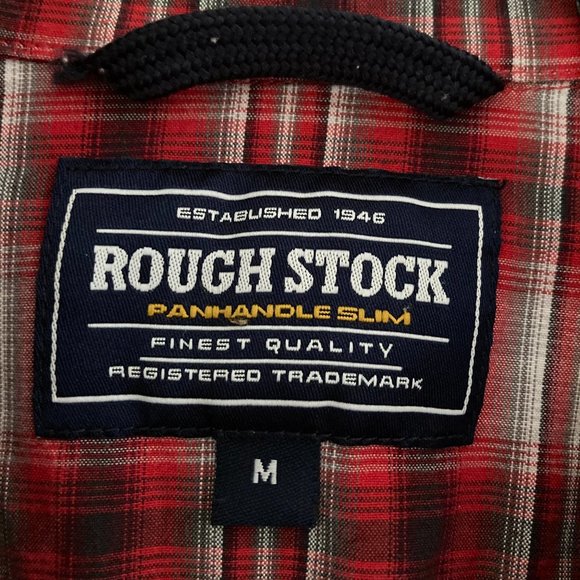 ESTABLISHED 1946
ROUGH STOCK
PANHANDLE SLIM
FINEST QUALITY
REGISTERED TRADEMARK
M